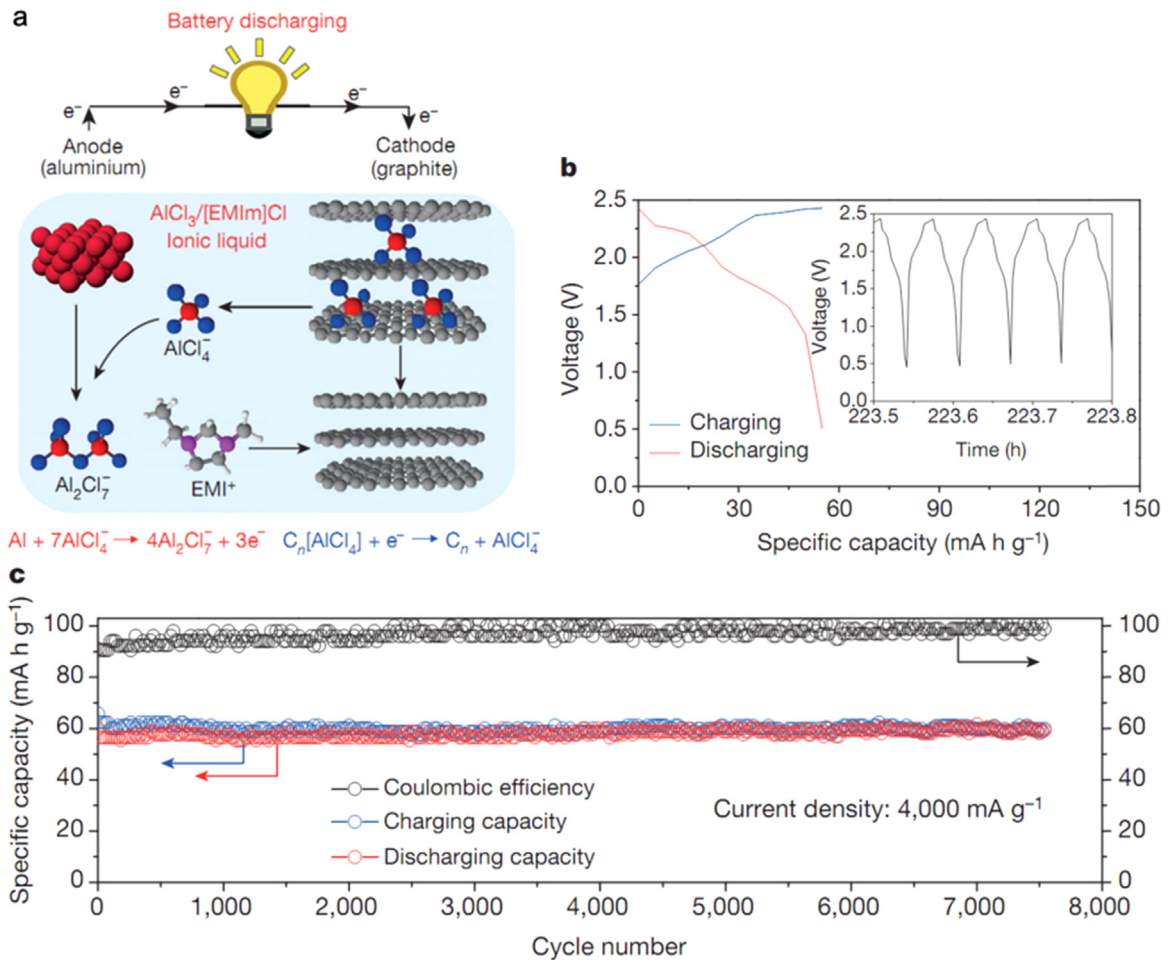 a
Battery discharging
e⁻
e⁻
e⁻
e⁻
Anode
(aluminium)
Cathode
(graphite)
AlCl₃/[EMIm]Cl
Ionic liquid
AlCl₄⁻
Al₂Cl₇⁻
EMI⁺
Al + 7AlCl₄⁻ → 4Al₂Cl₇⁻ + 3e⁻
Cₙ[AlCl₄] + e⁻ → Cₙ + AlCl₄⁻
b
Voltage (V)
2.5
2.0
1.5
1.0
0.5
0.0
Charging
Discharging
0 30 60 90 120 150
Specific capacity (mA h g⁻¹)
Voltage (V)
2.5
2.0
1.5
1.0
0.5
0.0
223.5 223.6 223.7 223.8
Time (h)
c
Specific capacity (mA h g⁻¹)
100
80
60
40
20
0
100
80
60
40
20
0
Coulombic efficiency
Charging capacity
Discharging capacity
Current density: 4,000 mA g⁻¹
0 1,000 2,000 3,000 4,000 5,000 6,000 7,000 8,000
Cycle number